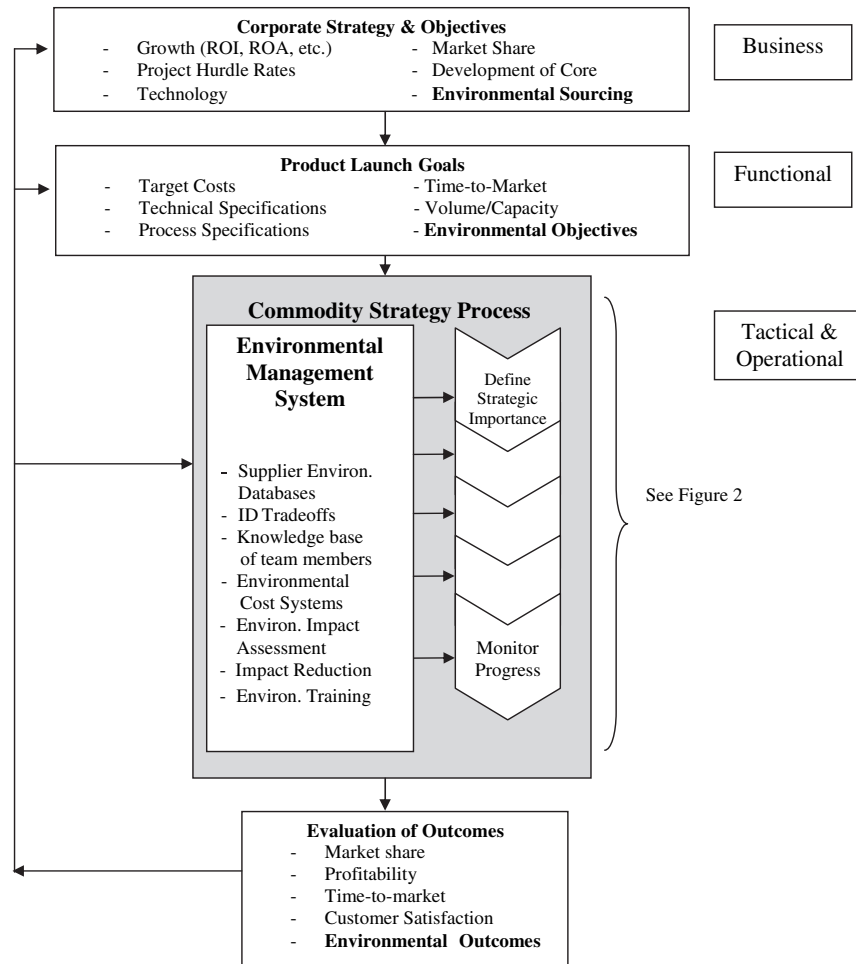 Corporate Strategy & Objectives
- Growth (ROI, ROA, etc.)
- Project Hurdle Rates
- Technology
- Market Share
- Development of Core
- Environmental Sourcing
Business
Product Launch Goals
- Target Costs
- Technical Specifications
- Process Specifications
- Time-to-Market
- Volume/Capacity
- Environmental Objectives
Functional
Commodity Strategy Process
Environmental
Management
System
- Supplier Environ.
Databases
- ID Tradeoffs
- Knowledge base
of team members
- Environmental
Cost Systems
- Environ. Impact
Assessment
- Impact Reduction
- Environ. Training
Define
Strategic
Importance
Monitor
Progress
Tactical &
Operational
See Figure 2
Evaluation of Outcomes
- Market share
- Profitability
- Time-to-market
- Customer Satisfaction
- Environmental Outcomes